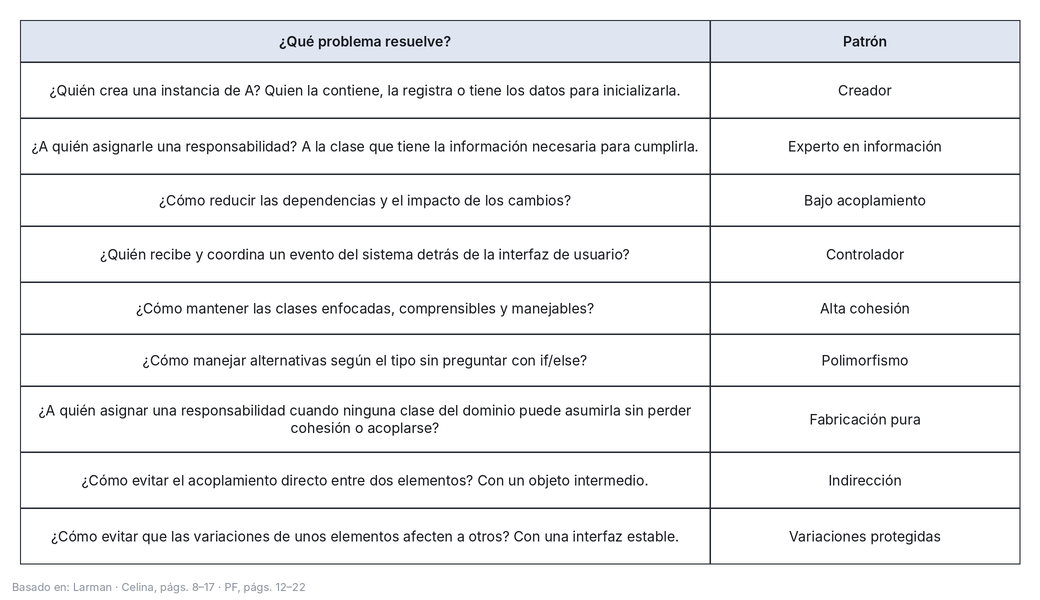 ¿Qué problema resuelve?
Patrón
¿Quién crea una instancia de A? Quien la contiene, la registra o tiene los datos para inicializarla.
Creador
¿A quién asignarle una responsabilidad? A la clase que tiene la información necesaria para cumplirla.
Experto en información
¿Cómo reducir las dependencias y el impacto de los cambios?
Bajo acoplamiento
¿Quién recibe y coordina un evento del sistema detrás de la interfaz de usuario?
Controlador
¿Cómo mantener las clases enfocadas, comprensibles y manejables?
Alta cohesión
¿Cómo manejar alternativas según el tipo sin preguntar con if/else?
Polimorfismo
¿A quién asignar una responsabilidad cuando ninguna clase del dominio puede asumirla sin perder
cohesión o acoplarse?
Fabricación pura
¿Cómo evitar el acoplamiento directo entre dos elementos? Con un objeto intermedio.
Indirección
¿Cómo evitar que las variaciones de unos elementos afecten a otros? Con una interfaz estable.
Variaciones protegidas
Basado en: Larman · Celina, págs. 8–17 · PF, págs. 12–22